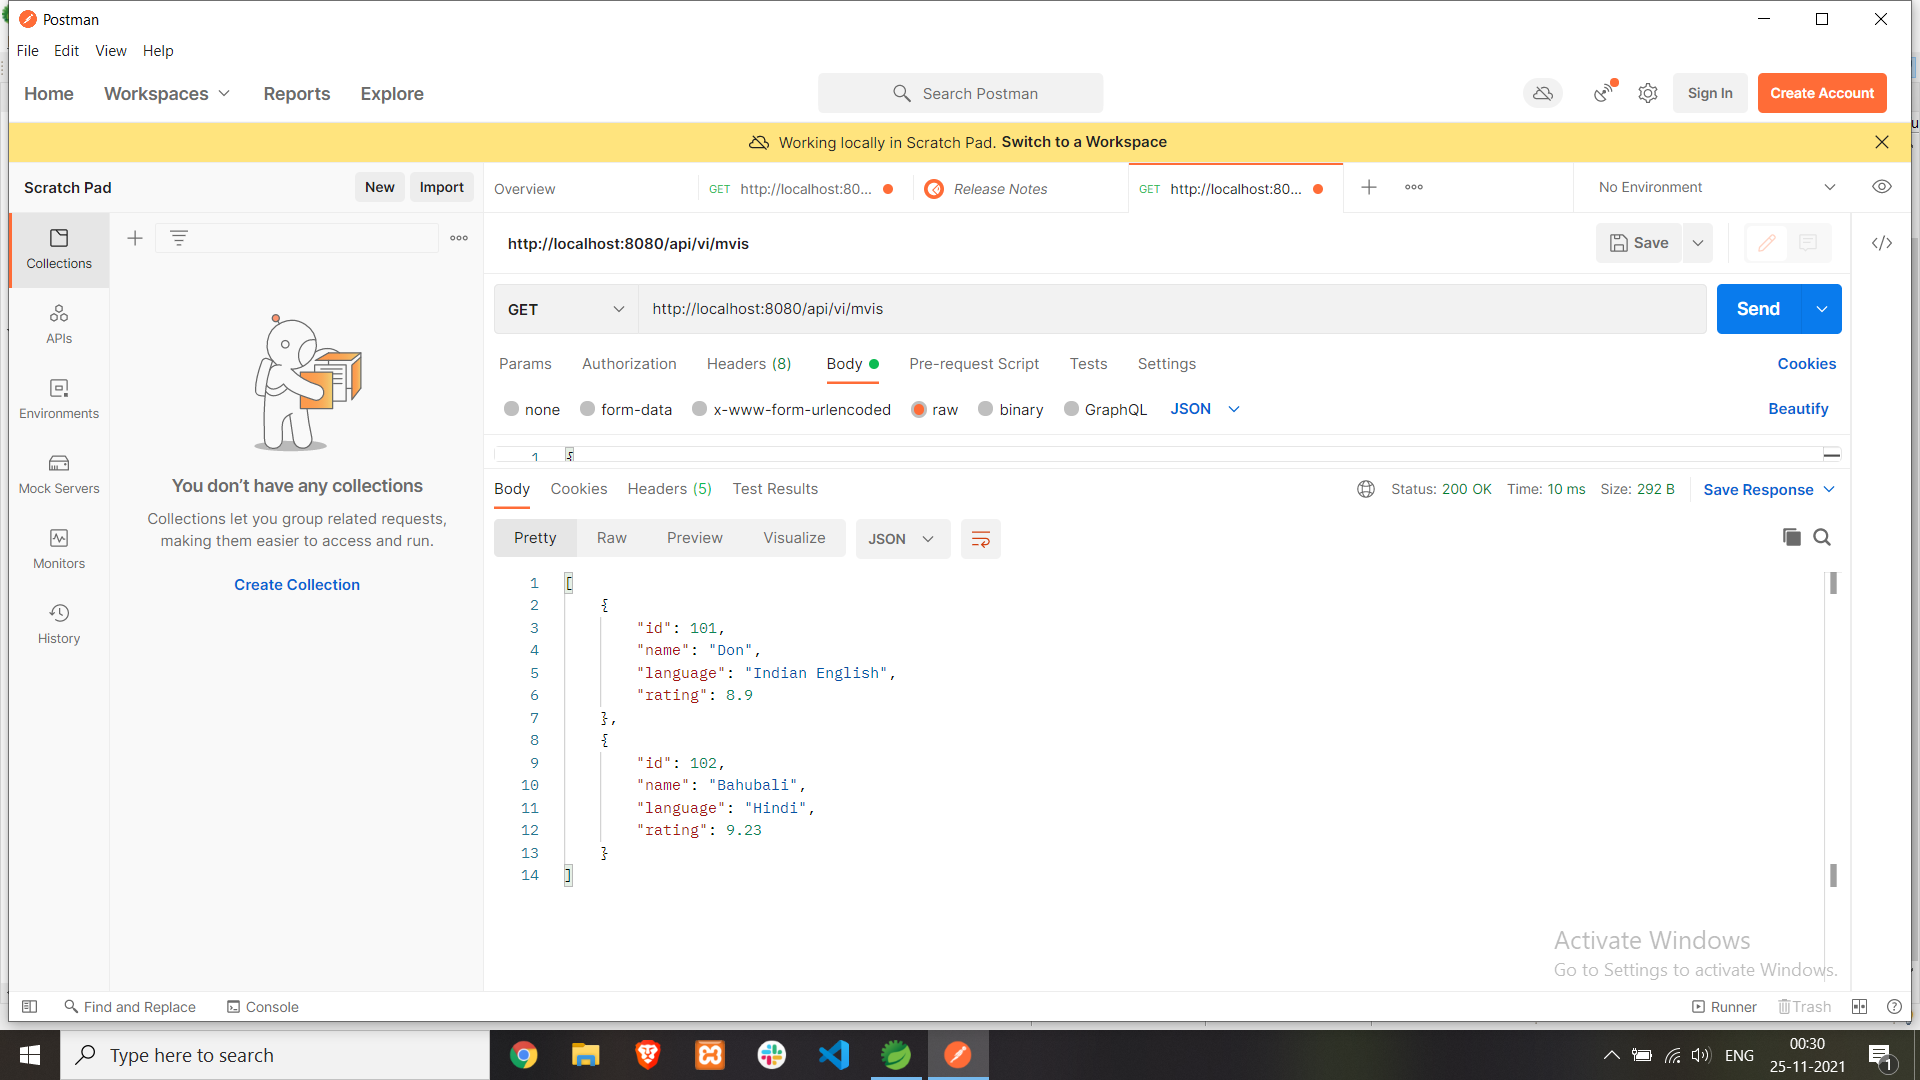 Postman
File Edit View Help
Home Workspaces Reports Explore
Search Postman
Sign In Create Account
Working locally in Scratch Pad. Switch to a Workspace
Scratch Pad New Import
Overview GET http://localhost:80... Release Notes GET http://localhost:80... No Environment
Collections
APIs
Environments
Mock Servers
Monitors
History
You don't have any collections
Collections let you group related requests,
making them easier to access and run.
Create Collection
http://localhost:8080/api/vi/mvis
Save
GET http://localhost:8080/api/vi/mvis
Send
Params Authorization Headers (8) Body Pre-request Script Tests Settings Cookies
none form-data x-www-form-urlencoded raw binary GraphQL JSON Beautify
1 {
Body Cookies Headers (5) Test Results Status: 200 OK Time: 10 ms Size: 292 B Save Response
Pretty Raw Preview Visualize JSON
1 [
2 {
3 "id": 101,
4 "name": "Don",
5 "language": "Indian English",
6 "rating": 8.9
7 },
8 {
9 "id": 102,
10 "name": "Bahubali",
11 "language": "Hindi",
12 "rating": 9.23
13 }
14 ]
Activate Windows
Go to Settings to activate Windows.
Find and Replace Console Runner Trash
Type here to search
ENG
00:30
25-11-2021
1